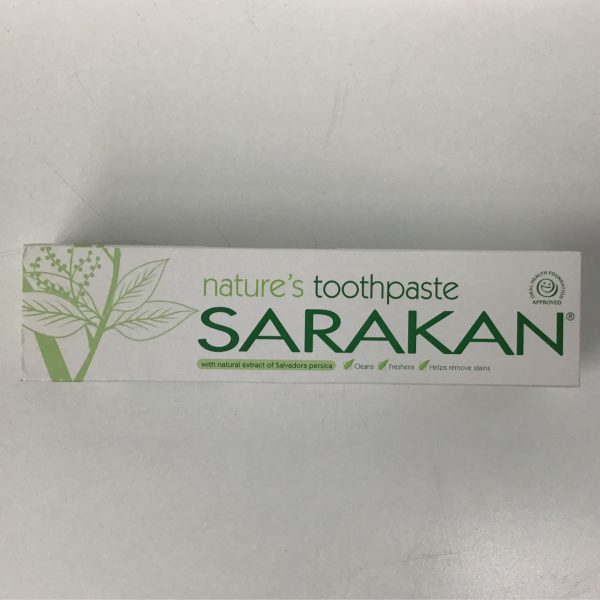 nature's toothpaste
SARAKAN®
with natural extract of Salvadora persica
Cleans Freshens Helps remove stains
ORAL HEALTH FOUNDATION
APPROVED